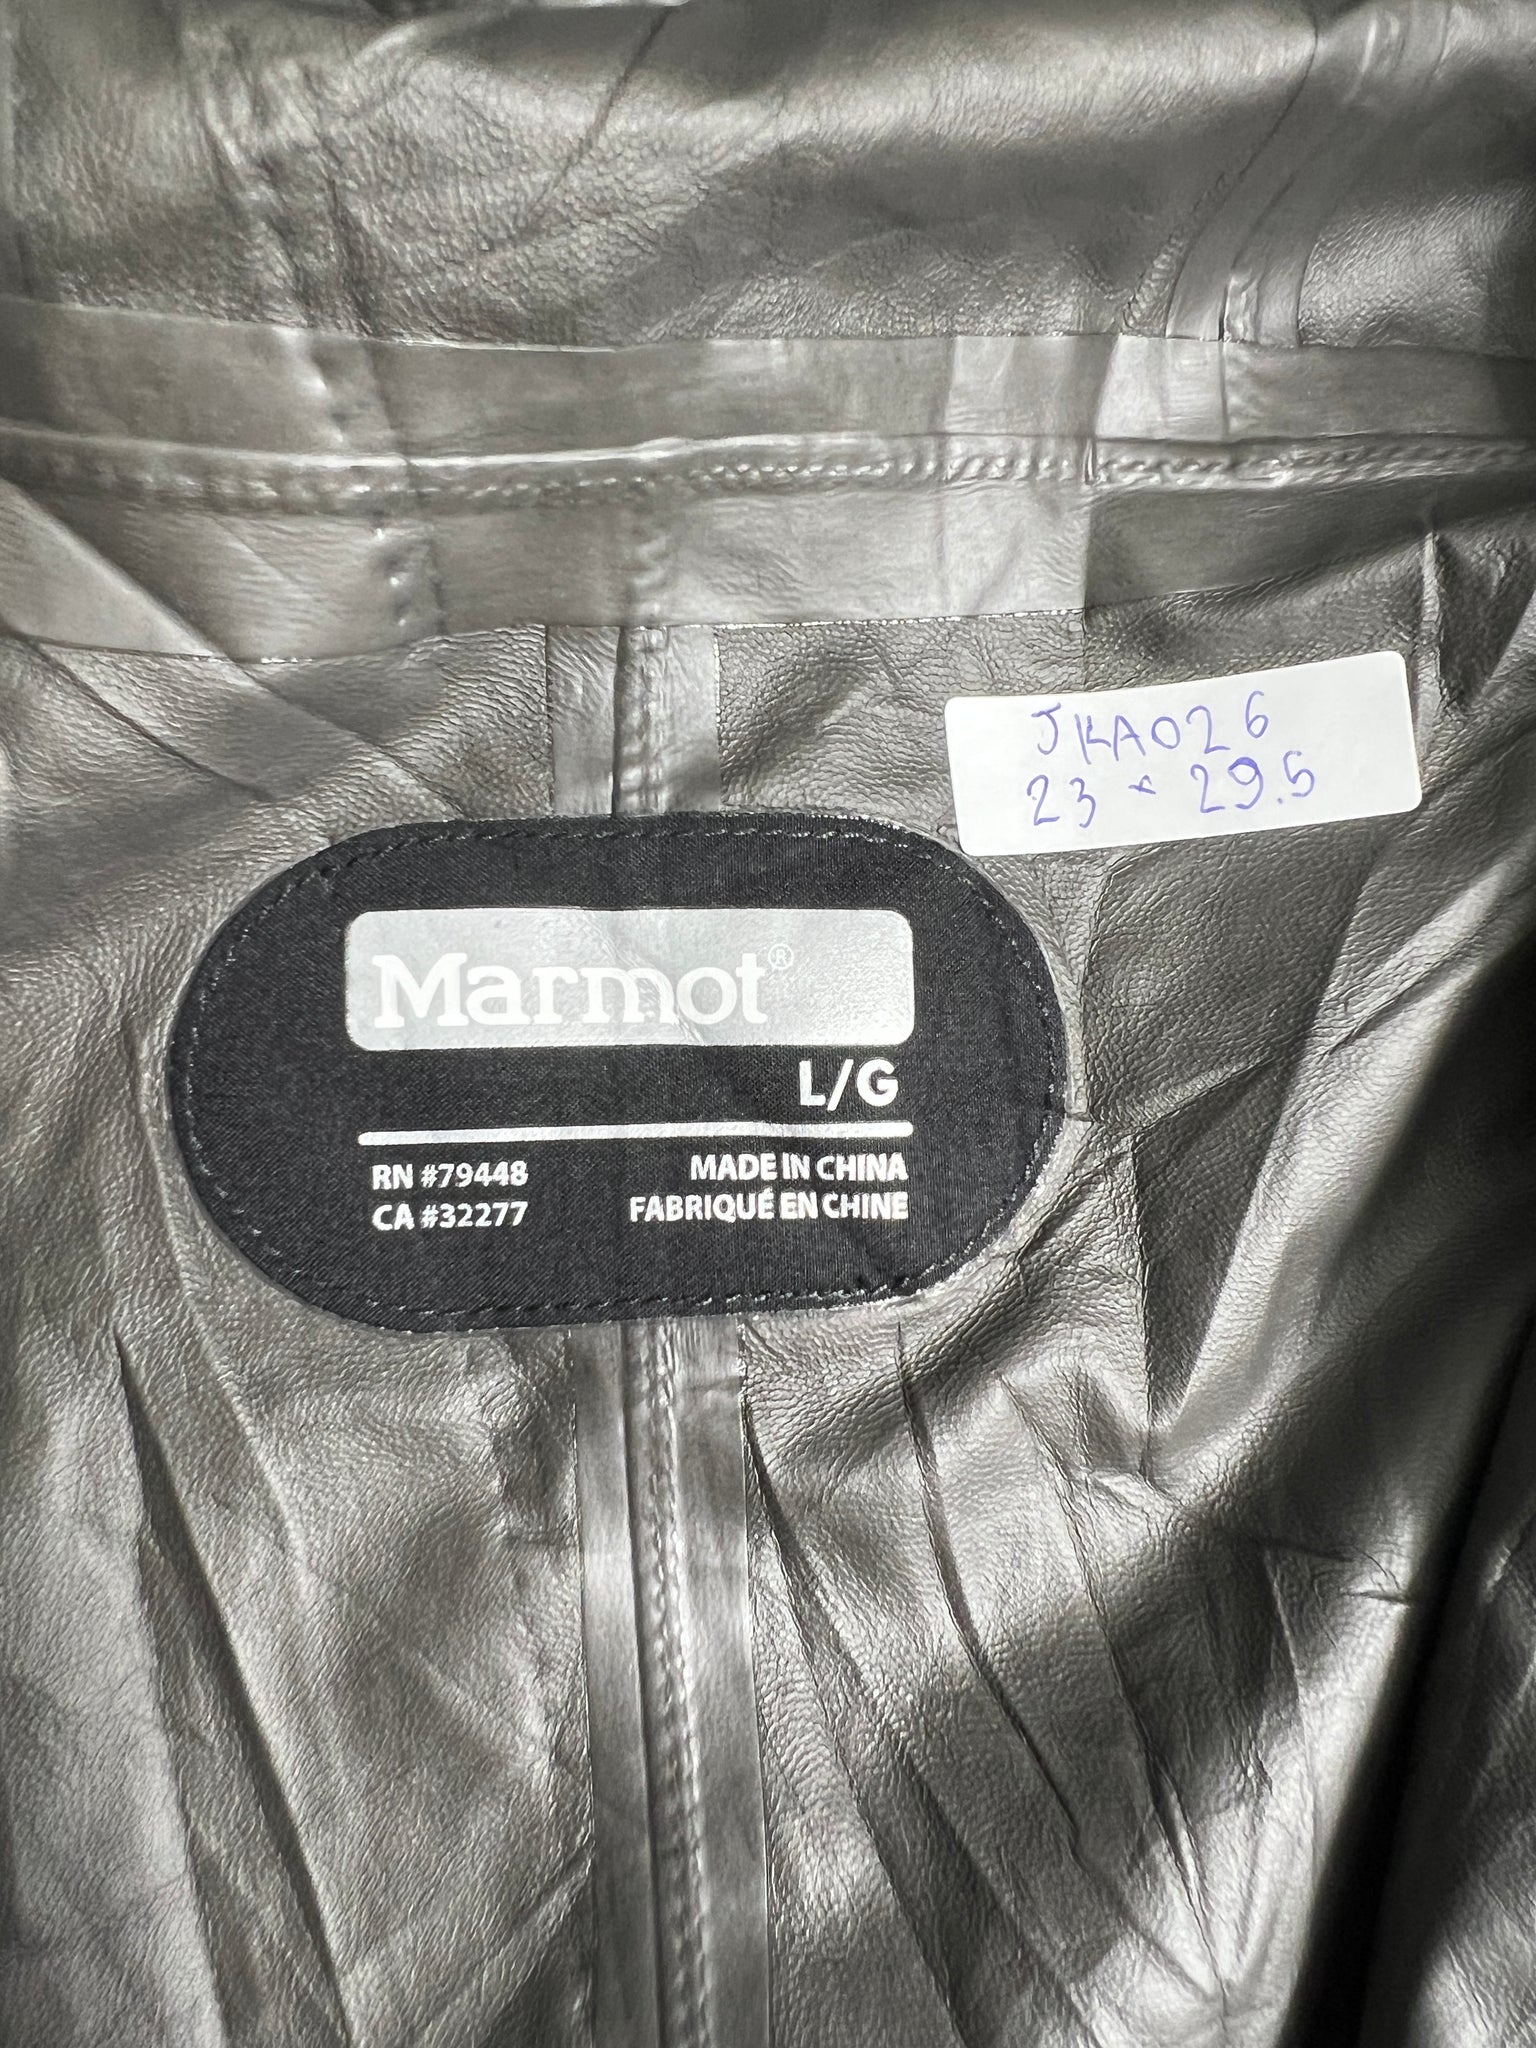 JKA026
23 x 29.5
Marmot®
L/G
RN #79448
CA #32277
MADE IN CHINA
FABRIQUÉ EN CHINE